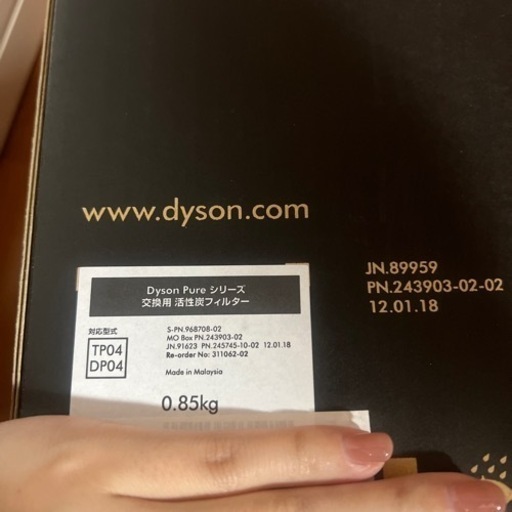 www.dyson.com
JN.89959
PN.243903-02-02
12.01.18
Dyson Pure シリーズ
交換用 活性炭フィルター
対応型式
TP04
DP04
S-PN.968708-02
MO Box PN.243903-02
JN.91623 PN.245745-10-02 12.01.18
Re-order No: 311062-02
Made in Malaysia
0.85kg